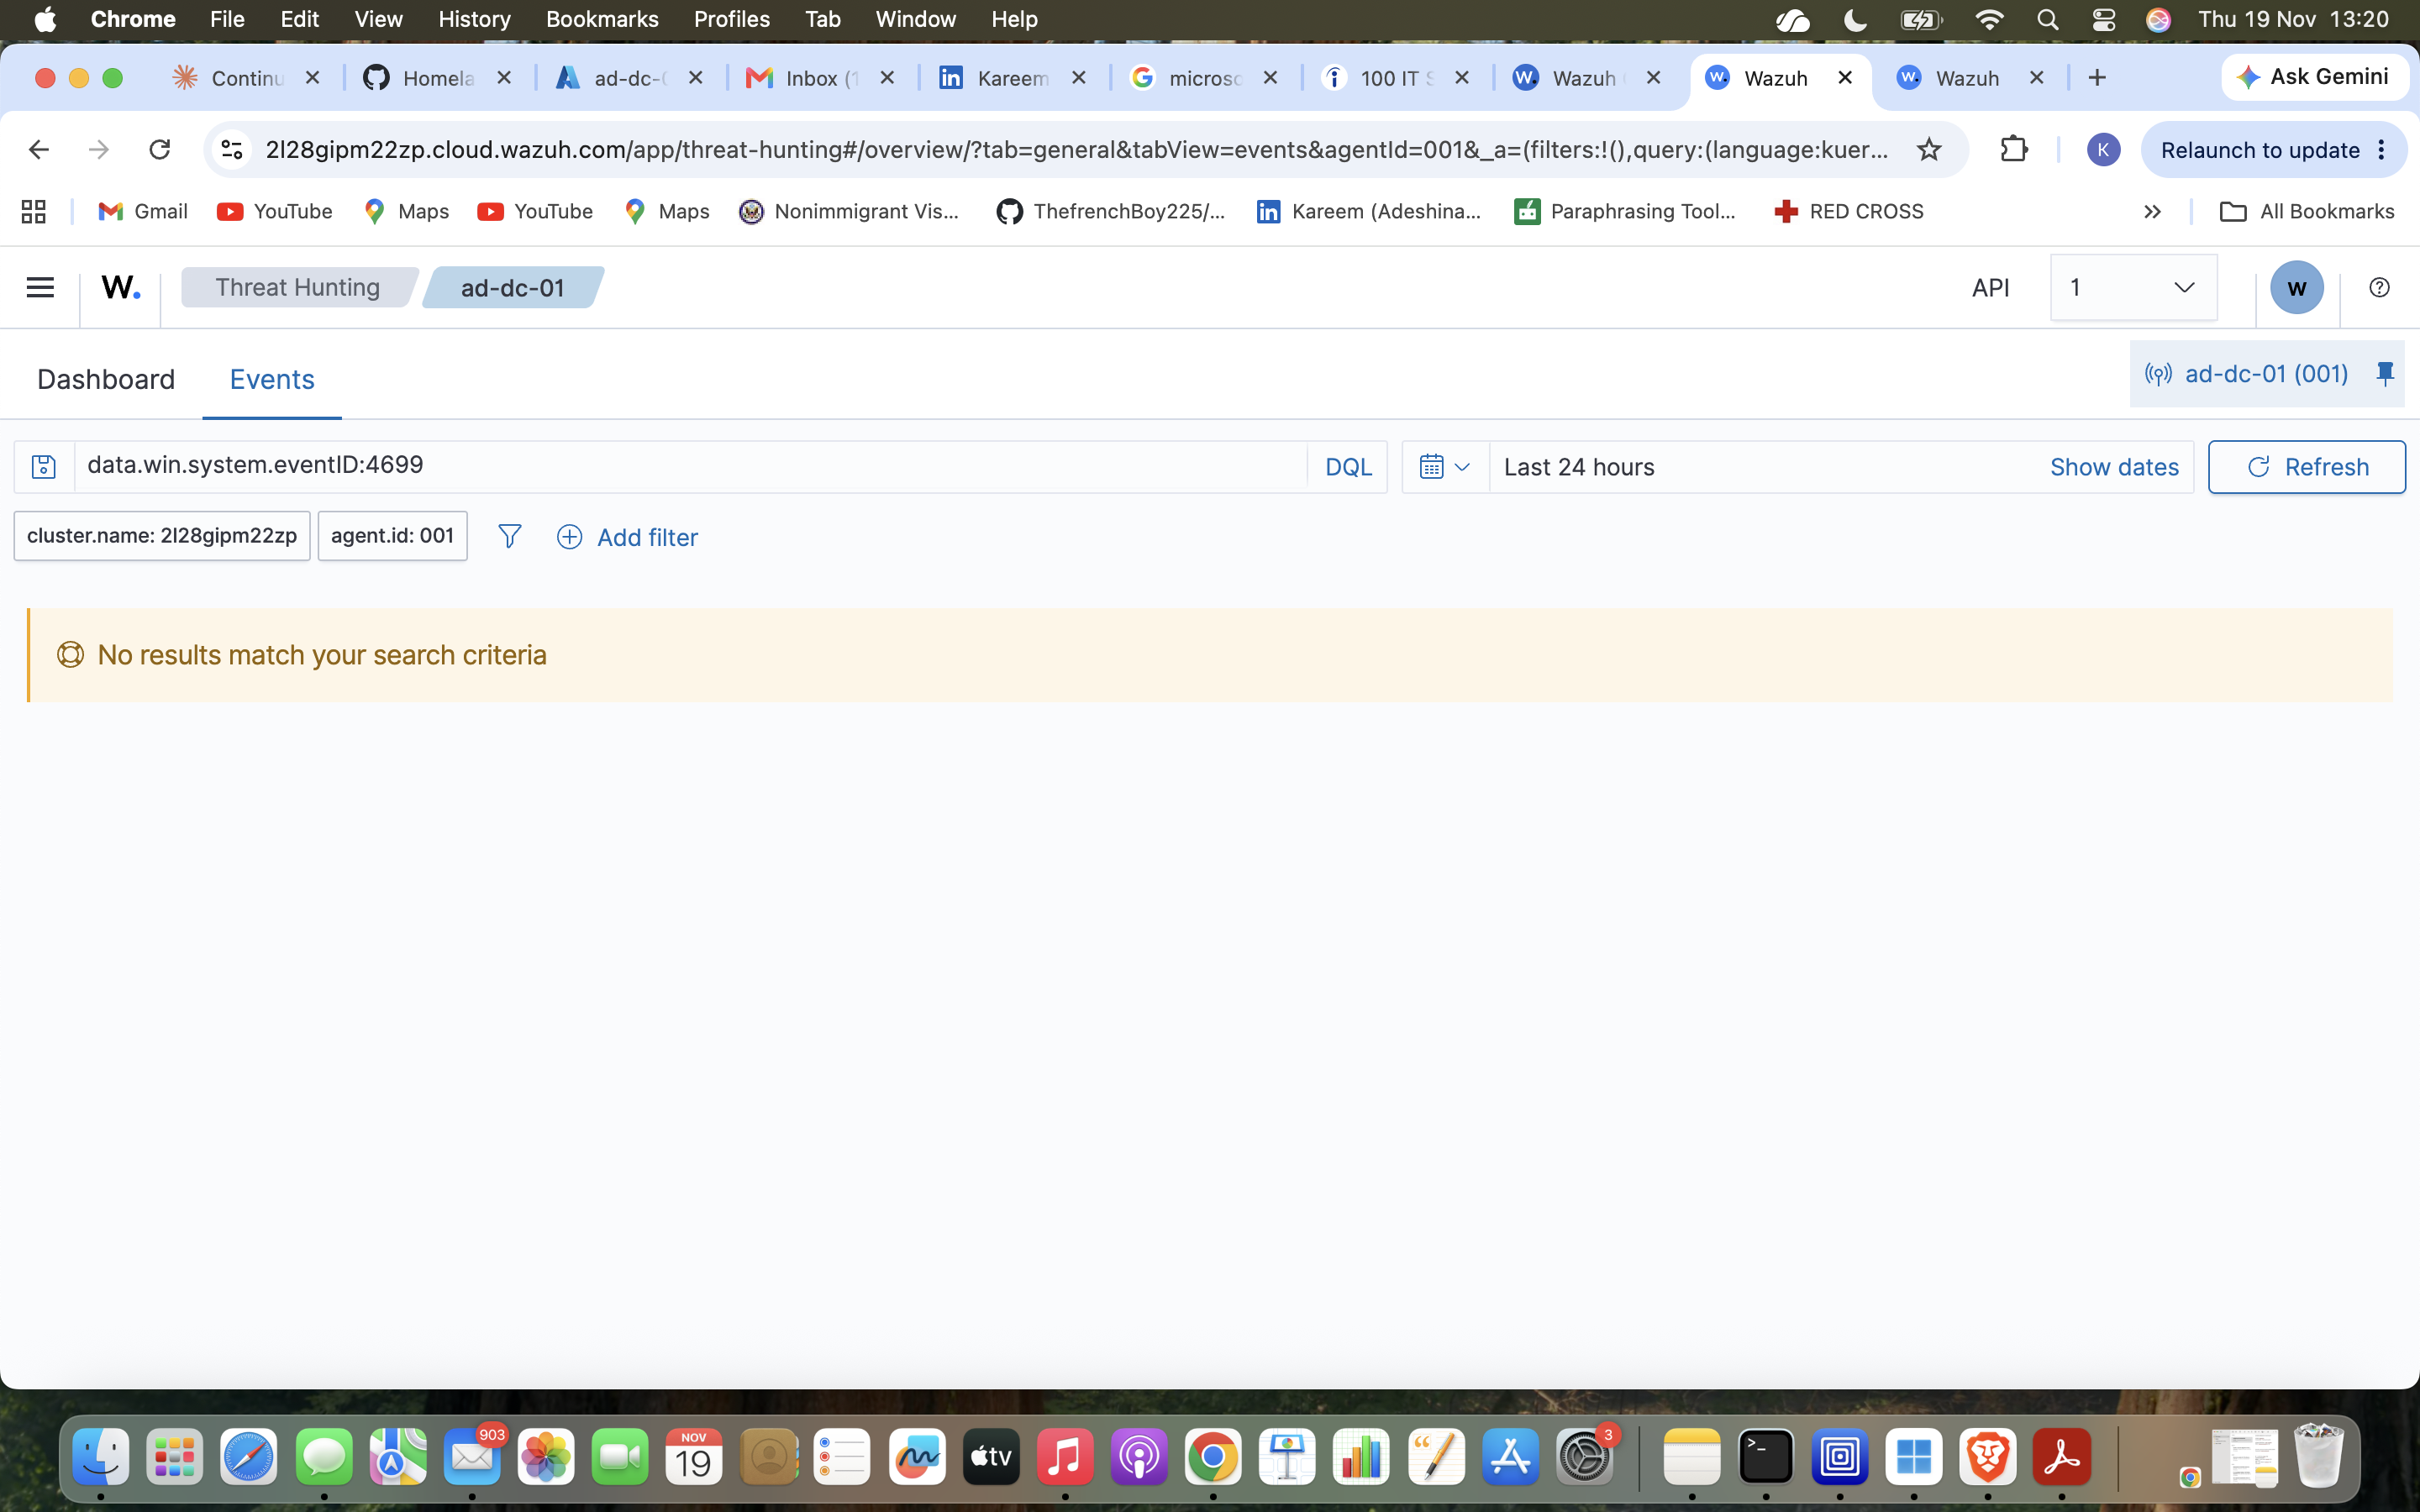 Chrome File Edit View History Bookmarks Profiles Tab Window Help Thu 19 Nov 13:20
Continu Homela ad-dc-0 Inbox (1 Kareem microso 100 IT S Wazuh Wazuh Wazuh Ask Gemini
2l28gipm22zp.cloud.wazuh.com/app/threat-hunting#/overview/?tab=general&tabView=events&agentId=001&_a=(filters:!(),query:(language:kuer... K Relaunch to update
Gmail YouTube Maps YouTube Maps Nonimmigrant Vis... ThefrenchBoy225/... Kareem (Adeshina... Paraphrasing Tool... RED CROSS All Bookmarks
W. Threat Hunting ad-dc-01 API 1 W
Dashboard Events ad-dc-01 (001)
data.win.system.eventID:4699 DQL Last 24 hours Show dates Refresh
cluster.name: 2l28gipm22zp agent.id: 001 Add filter
No results match your search criteria
903 NOV 19 tv 3